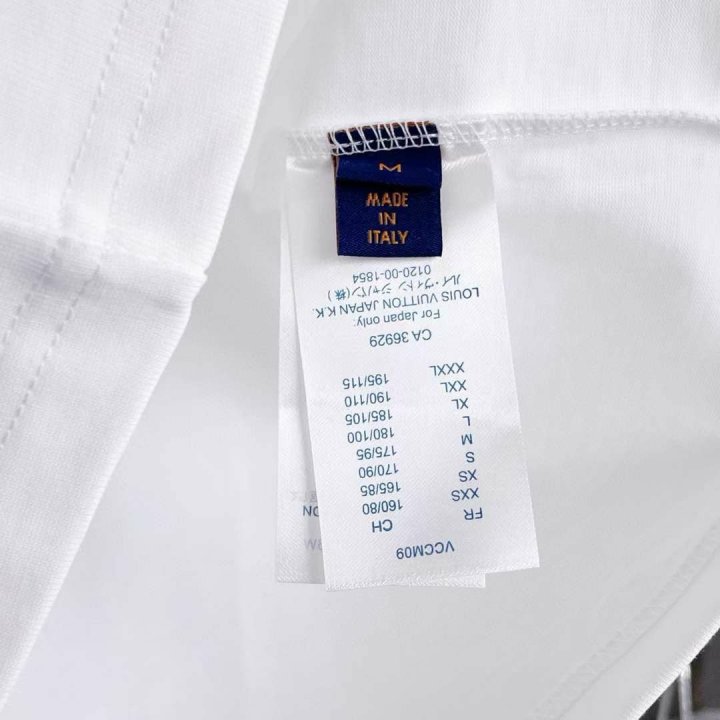 M
MADE
IN
ITALY
VCCM09
FR CH
XXS 160/80
XS 165/85
S 170/90
M 175/95
L 180/100
XL 185/105
XXL 190/110
XXXL 195/115
CA 36929
For Japan only:
LOUIS VUITTON JAPAN K.K.
ルイ・ヴィトン ジャパン(株)
0120-00-1854